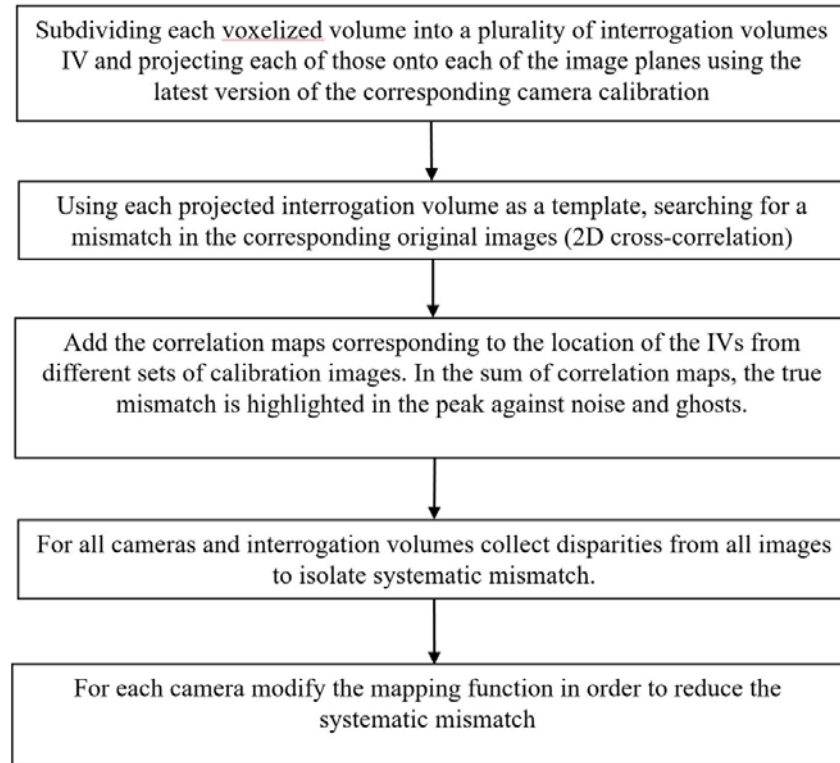 Subdividing each voxelized volume into a plurality of interrogation volumes
IV and projecting each of those onto each of the image planes using the
latest version of the corresponding camera calibration
Using each projected interrogation volume as a template, searching for a
mismatch in the corresponding original images (2D cross-correlation)
Add the correlation maps corresponding to the location of the IVs from
different sets of calibration images. In the sum of correlation maps, the true
mismatch is highlighted in the peak against noise and ghosts.
For all cameras and interrogation volumes collect disparities from all images
to isolate systematic mismatch.
For each camera modify the mapping function in order to reduce the
systematic mismatch